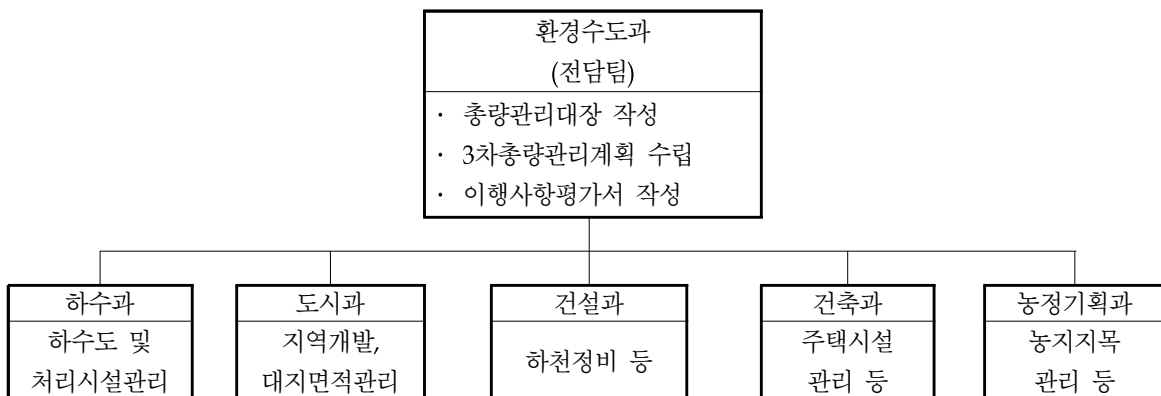 환경수도과
(전담팀)
· 총량관리대장 작성
· 3차총량관리계획 수립
· 이행사항평가서 작성
하수과
하수도 및
처리시설관리
도시과
지역개발,
대지면적관리
건설과
하천정비 등
건축과
주택시설
관리 등
농정기획과
농지지목
관리 등